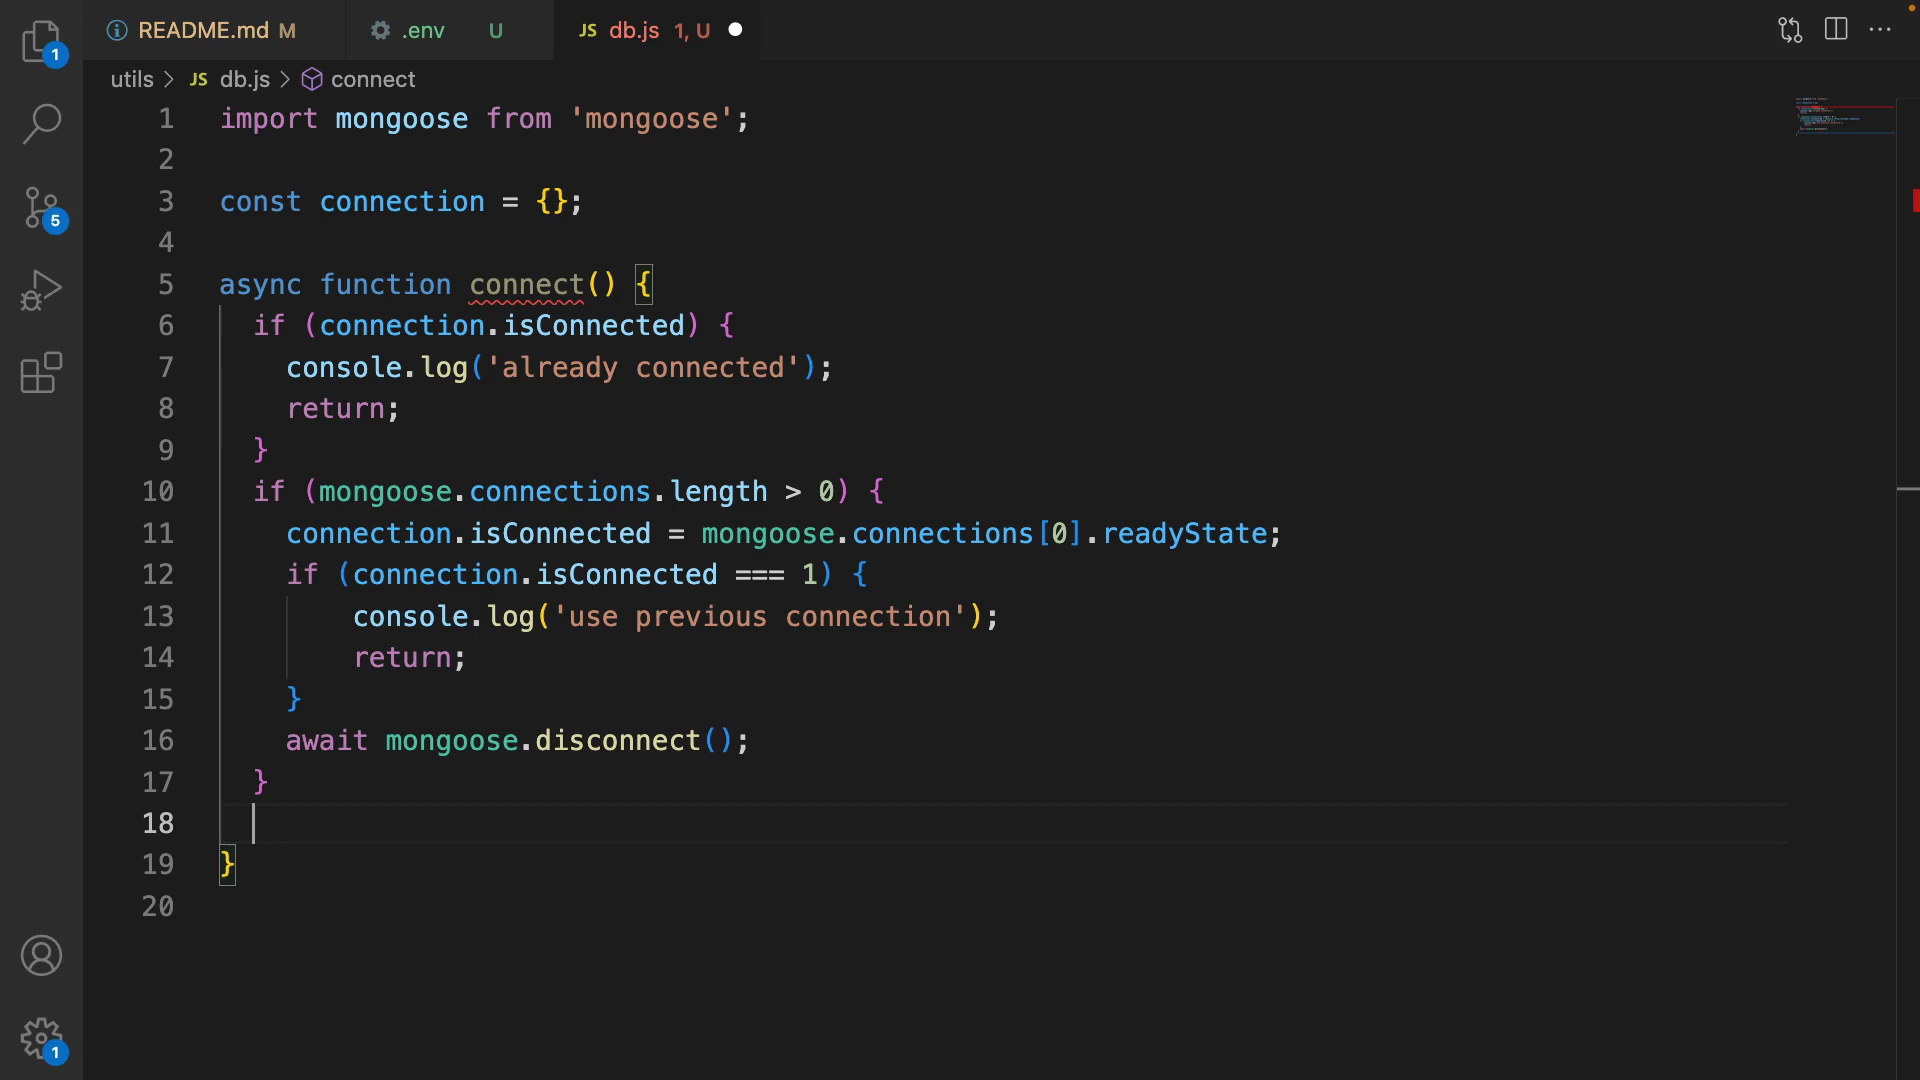 README.md M
.env U
JS db.js 1, U
utils > JS db.js > connect
1 import mongoose from 'mongoose';
2
3 const connection = {};
4
5 async function connect() {
6 if (connection.isConnected) {
7 console.log('already connected');
8 return;
9 }
10 if (mongoose.connections.length > 0) {
11 connection.isConnected = mongoose.connections[0].readyState;
12 if (connection.isConnected === 1) {
13 console.log('use previous connection');
14 return;
15 }
16 await mongoose.disconnect();
17 }
18
19 }
20
1
5
1